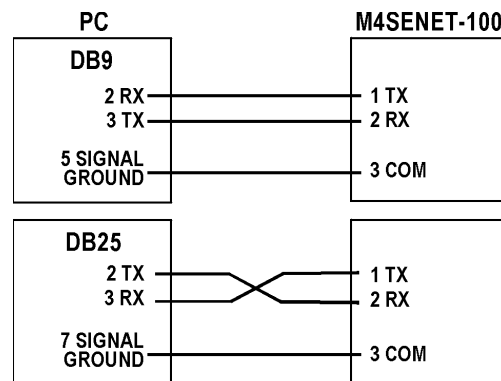 PC
M4SENET-100
DB9
2 RX
1 TX
3 TX
2 RX
5 SIGNAL
GROUND
3 COM
DB25
2 TX
1 TX
3 RX
2 RX
7 SIGNAL
GROUND
3 COM